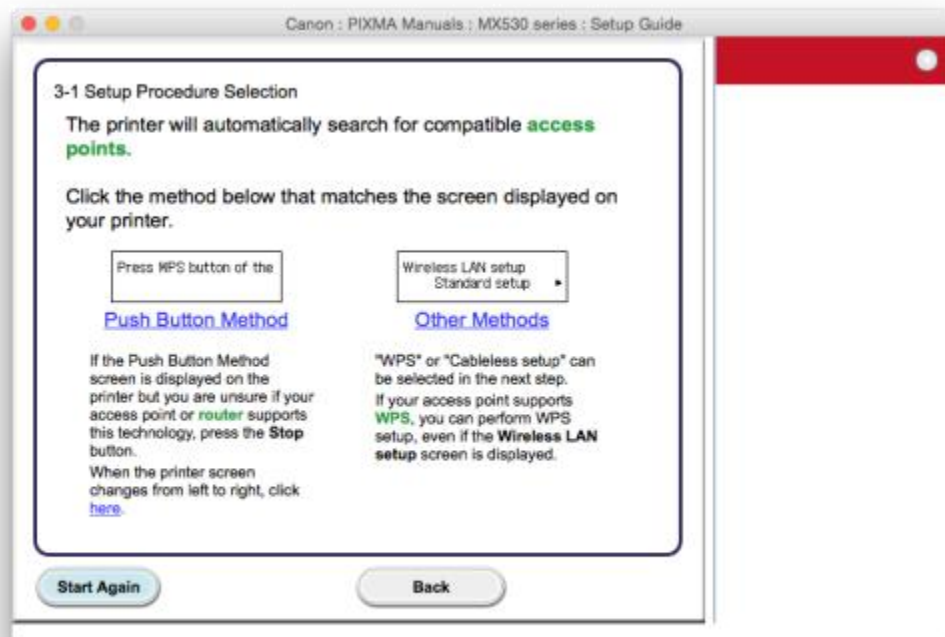 Canon : PIXMA Manuals : MX530 series : Setup Guide
3-1 Setup Procedure Selection
The printer will automatically search for compatible access
points.
Click the method below that matches the screen displayed on
your printer.
Press WPS button of the
Push Button Method
If the Push Button Method
screen is displayed on the
printer but you are unsure if your
access point or router supports
this technology, press the Stop
button.
When the printer screen
changes from left to right, click
here.
Wireless LAN setup
Standard setup
Other Methods
"WPS" or "Cableless setup" can
be selected in the next step.
If your access point supports
WPS, you can perform WPS
setup, even if the Wireless LAN
setup screen is displayed.
Start Again
Back